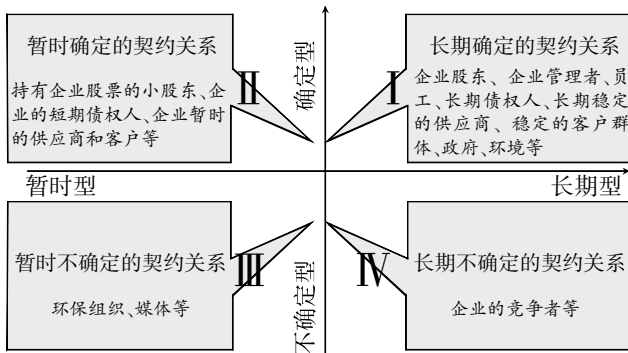 暂时确定的契约关系
持有企业股票的小股东、企
业的短期债权人、企业暂时
的供应商和客户等
Ⅱ
确定型
Ⅰ
长期确定的契约关系
企业股东、企业管理者、员
工、长期债权人、长期稳定
的供应商、稳定的客户群
体、政府、环境等
暂时型
长期型
暂时不确定的契约关系
环保组织、媒体等
Ⅲ
不确定型
Ⅳ
长期不确定的契约关系
企业的竞争者等